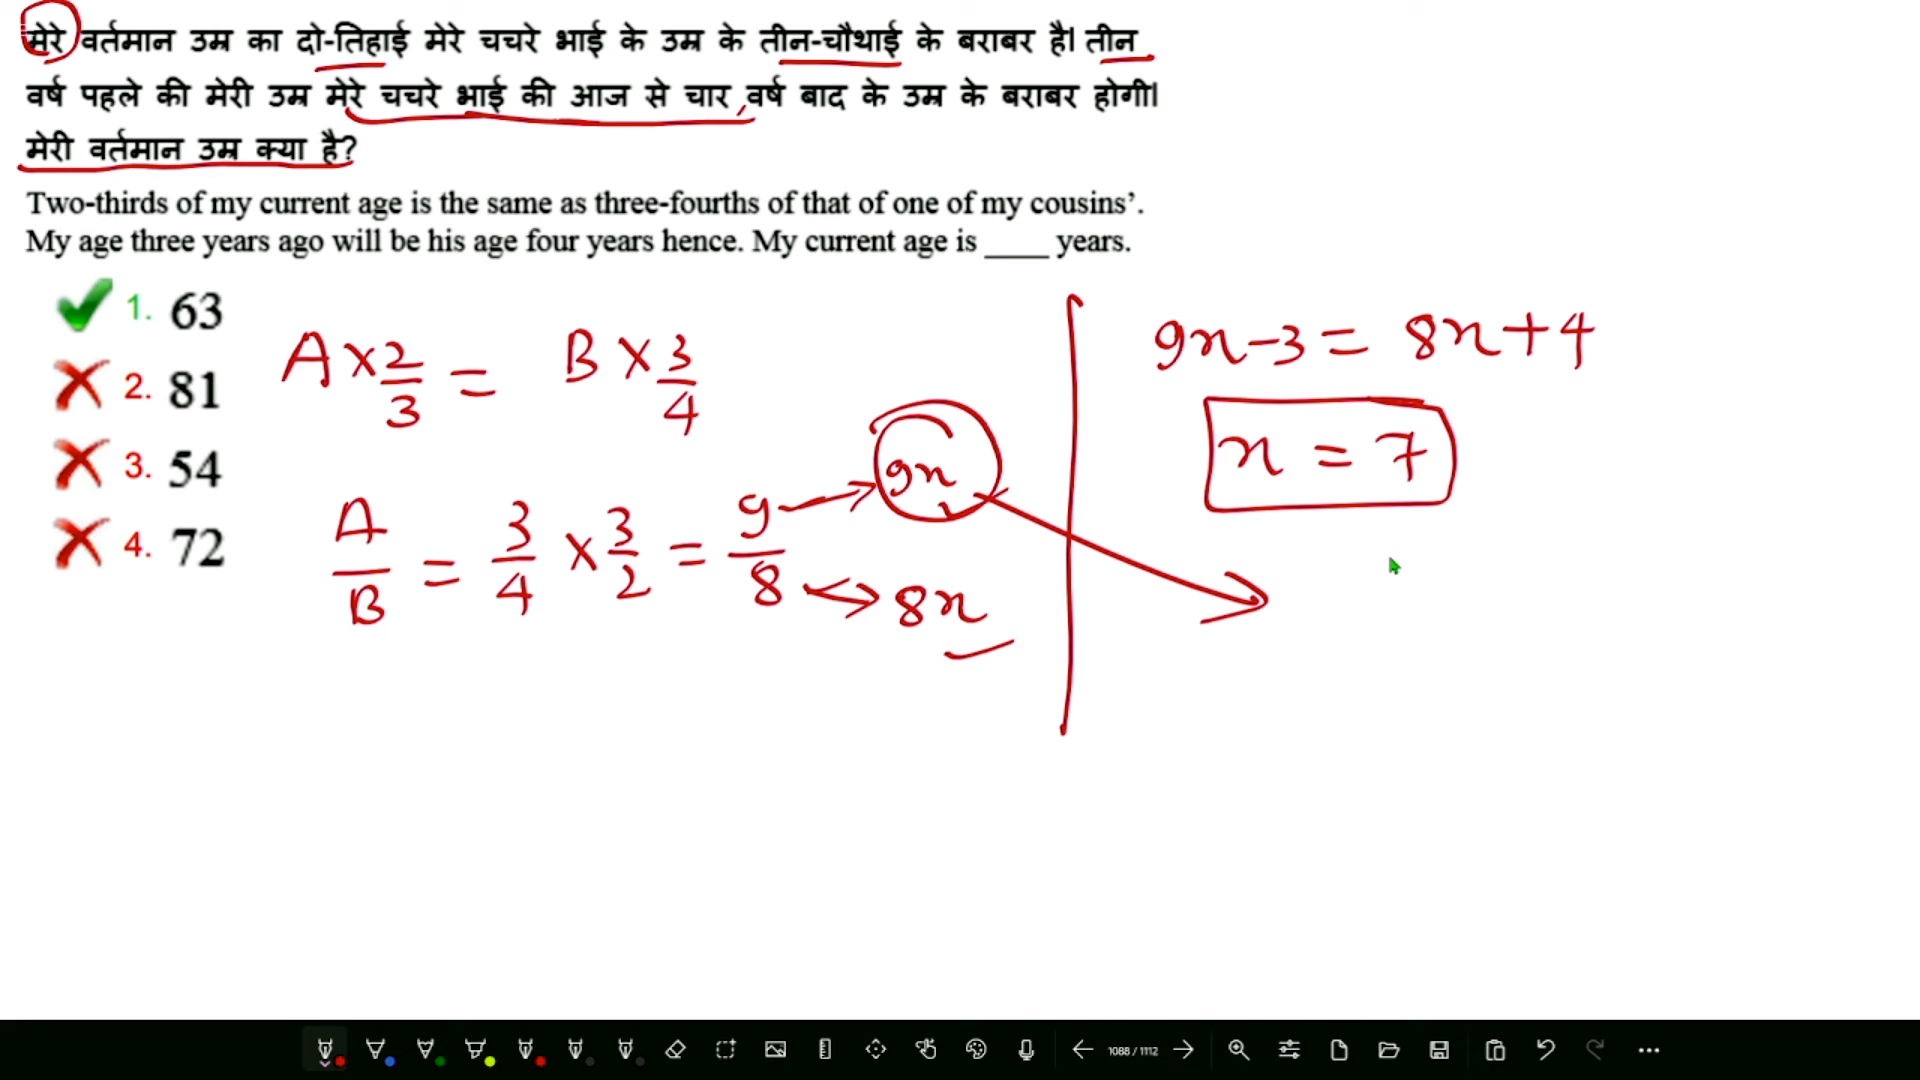 मेरे वर्तमान उम्र का दो-तिहाई मेरे चचरे भाई के उम्र के तीन-चौथाई के बराबर है। तीन
वर्ष पहले की मेरी उम्र मेरे चचरे भाई की आज से चार वर्ष बाद के उम्र के बराबर होगी।
मेरी वर्तमान उम्र क्या है?
Two-thirds of my current age is the same as three-fourths of that of one of my cousins’.
My age three years ago will be his age four years hence. My current age is ____ years.
1. 63
2. 81
3. 54
4. 72
A × 2/3 = B × 3/4
A/B = 3/4 × 3/2 = 9/8
9x
8x
9x - 3 = 8x + 4
x = 7
1088 / 1112